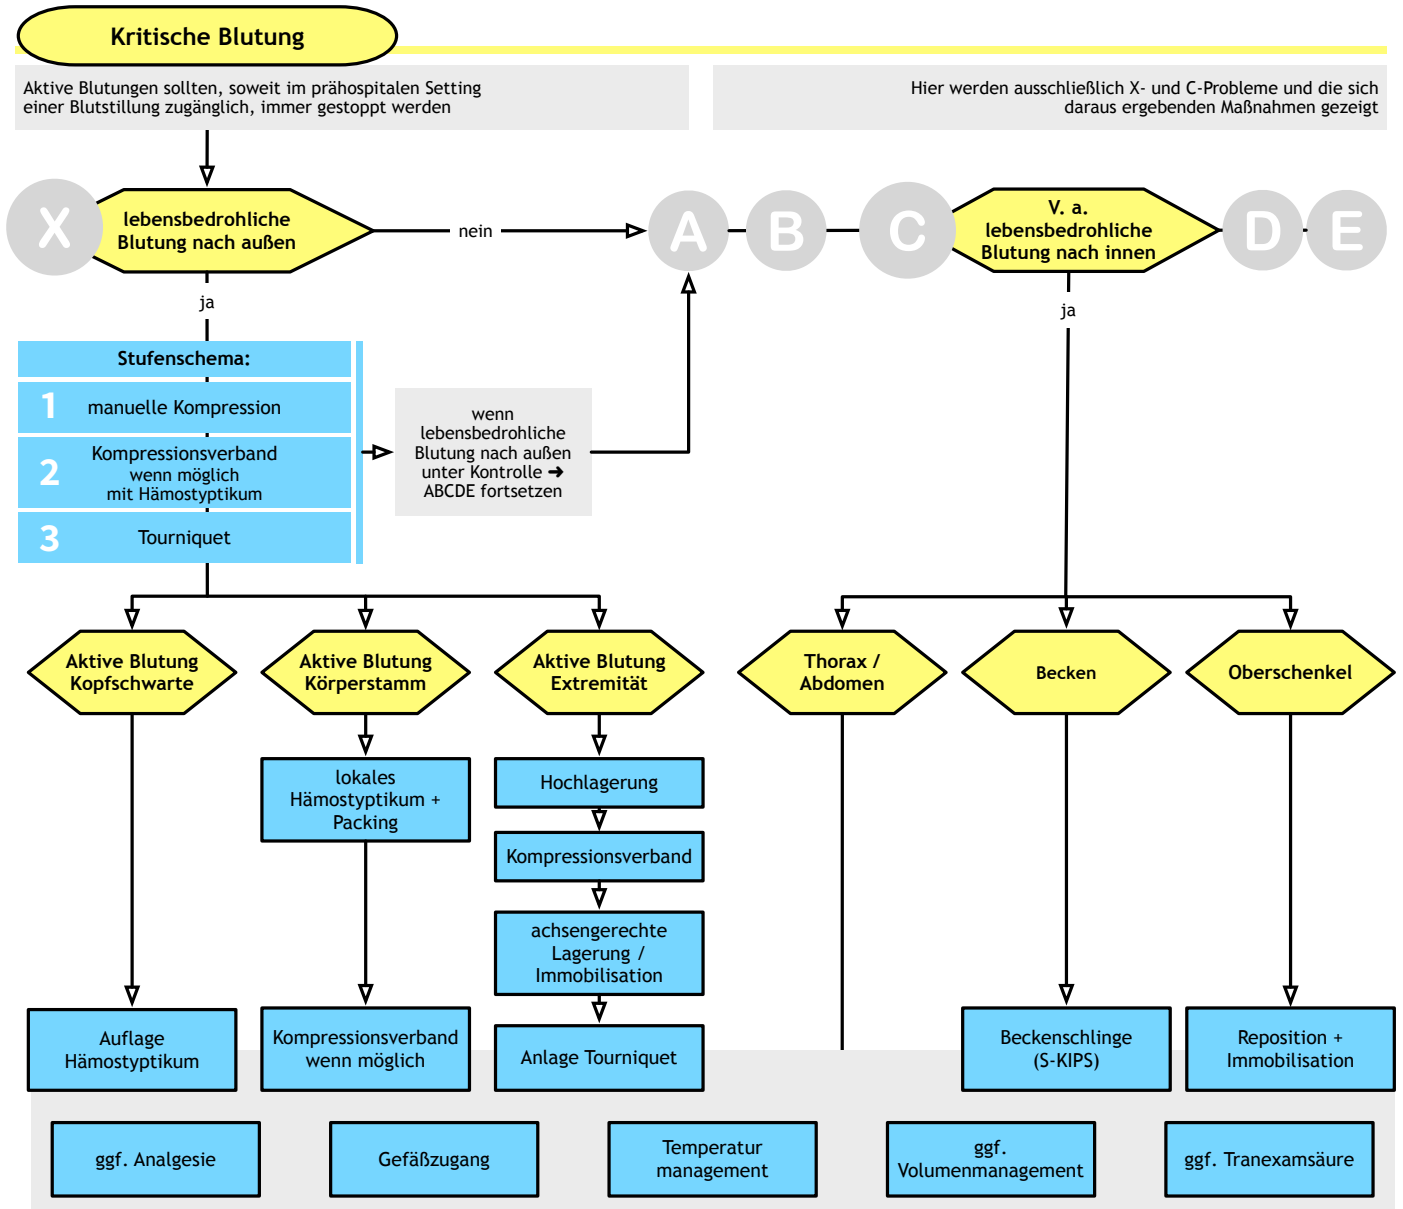 Kritische Blutung
Aktive Blutungen sollten, soweit im prähospitalen Setting
einer Blutstillung zugänglich, immer gestoppt werden
Hier werden ausschließlich X- und C-Probleme und die sich
daraus ergebenden Maßnahmen gezeigt
X
lebensbedrohliche
Blutung nach außen
nein
A
B
C
V. a.
lebensbedrohliche
Blutung nach innen
D
E
ja
ja
Stufenschema:
1
manuelle Kompression
2
Kompressionsverband
wenn möglich
mit Hämostyptikum
3
Tourniquet
wenn
lebensbedrohliche
Blutung nach außen
unter Kontrolle ➜
ABCDE fortsetzen
Aktive Blutung
Kopfschwarte
Aktive Blutung
Körperstamm
Aktive Blutung
Extremität
Thorax /
Abdomen
Becken
Oberschenkel
lokales
Hämostyptikum +
Packing
Hochlagerung
Kompressionsverband
achsengerechte
Lagerung /
Immobilisation
Auflage
Hämostyptikum
Kompressionsverband
wenn möglich
Anlage Tourniquet
Beckenschlinge
(S-KIPS)
Reposition +
Immobilisation
ggf. Analgesie
Gefäßzugang
Temperatur
management
ggf.
Volumenmanagement
ggf. Tranexamsäure